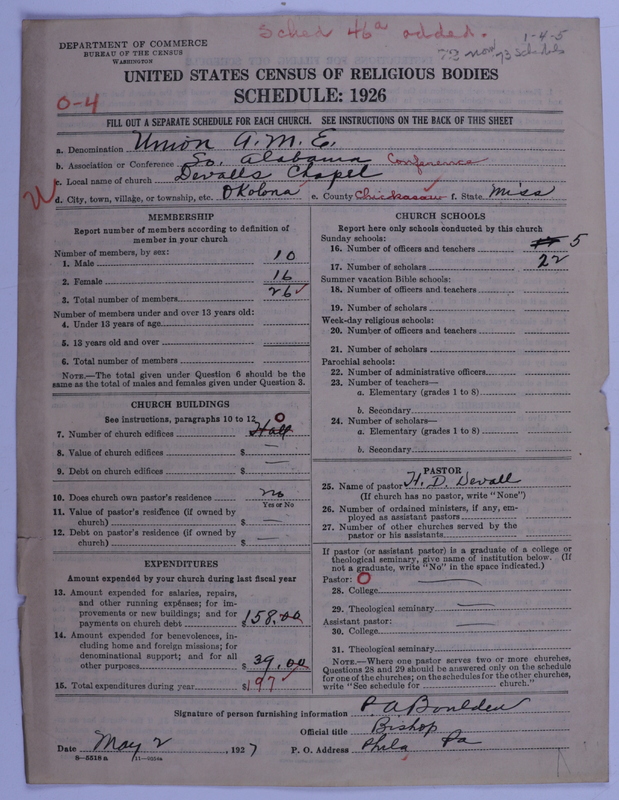 Sched 46a added.
1-4-5
DEPARTMENT OF COMMERCE
BUREAU OF THE CENSUS
WASHINGTON
UNITED STATES CENSUS OF RELIGIOUS BODIES
SCHEDULE: 1926
0-4
FILL OUT A SEPARATE SCHEDULE FOR EACH CHURCH. SEE INSTRUCTIONS ON THE BACK OF THIS SHEET
a. Denomination Union A.M.E.
b. Association or Conference So. Alabama Conference
c. Local name of church Devalls Chapel
d. City, town, village, or township, etc. Okolona e. County Chickasaw f. State Miss
MEMBERSHIP
Report number of members according to definition of
member in your church
Number of members, by sex:
1. Male 10
2. Female 16
3. Total number of members 26
Number of members under and over 13 years old:
4. Under 13 years of age
5. 13 years old and over
6. Total number of members
NOTE.—The total given under Question 6 should be the
same as the total of males and females given under Question 3.
CHURCH BUILDINGS
See instructions, paragraphs 10 to 12
7. Number of church edifices Hall 0
8. Value of church edifices $ —
9. Debt on church edifices $ —
10. Does church own pastor's residence no
Yes or No
11. Value of pastor's residence (if owned by
church) $ —
12. Debt on pastor's residence (if owned by
church) $ —
EXPENDITURES
Amount expended by your church during last fiscal year
13. Amount expended for salaries, repairs,
and other running expenses; for im-
provements or new buildings; and for
payments on church debt $158.00
14. Amount expended for benevolences, in-
cluding home and foreign missions; for
denominational support; and for all
other purposes $39.00
15. Total expenditures during year $197
CHURCH SCHOOLS
Report here only schools conducted by this church
Sunday schools:
16. Number of officers and teachers 5
17. Number of scholars 22
Summer vacation Bible schools:
18. Number of officers and teachers
19. Number of scholars
Week-day religious schools:
20. Number of officers and teachers
21. Number of scholars
Parochial schools:
22. Number of administrative officers
23. Number of teachers—
a. Elementary (grades 1 to 8)
b. Secondary
24. Number of scholars—
a. Elementary (grades 1 to 8)
b. Secondary
PASTOR
25. Name of pastor H. D. Devall
(If church has no pastor, write "None")
26. Number of ordained ministers, if any, em-
ployed as assistant pastors
27. Number of other churches served by the
pastor or his assistants
If pastor (or assistant pastor) is a graduate of a college or
theological seminary, give name of institution below. (If
not a graduate, write "No" in the space indicated.)
Pastor: 0
28. College —
29. Theological seminary —
Assistant pastor:
30. College
31. Theological seminary
NOTE.—Where one pastor serves two or more churches,
Questions 28 and 29 should be answered only on the schedule
for one of the churches; on the schedules for the other churches,
write "See schedule for church."
Signature of person furnishing information P. A. Boulden
Official title Bishop
Date May 2, 1927 P. O. Address Phila Pa
8—5518 a